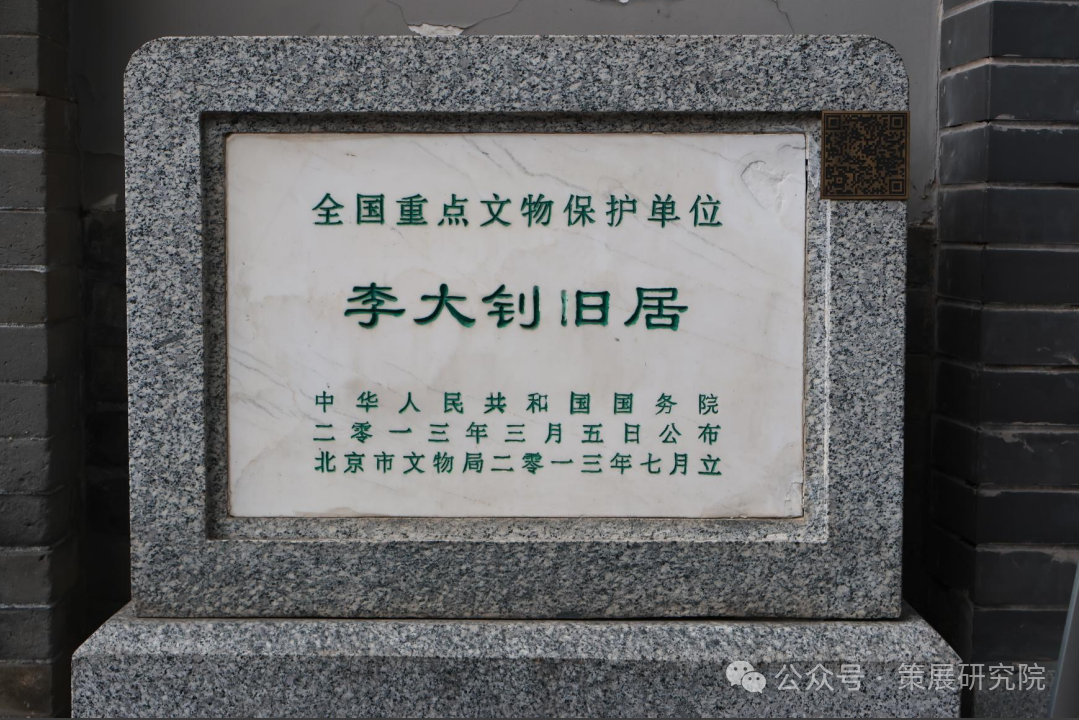 全国重点文物保护单位
李大钊旧居
中华人民共和国国务院
二零一三年三月五日公布
北京市文物局二零一三年七月立
公众号·策展研究院